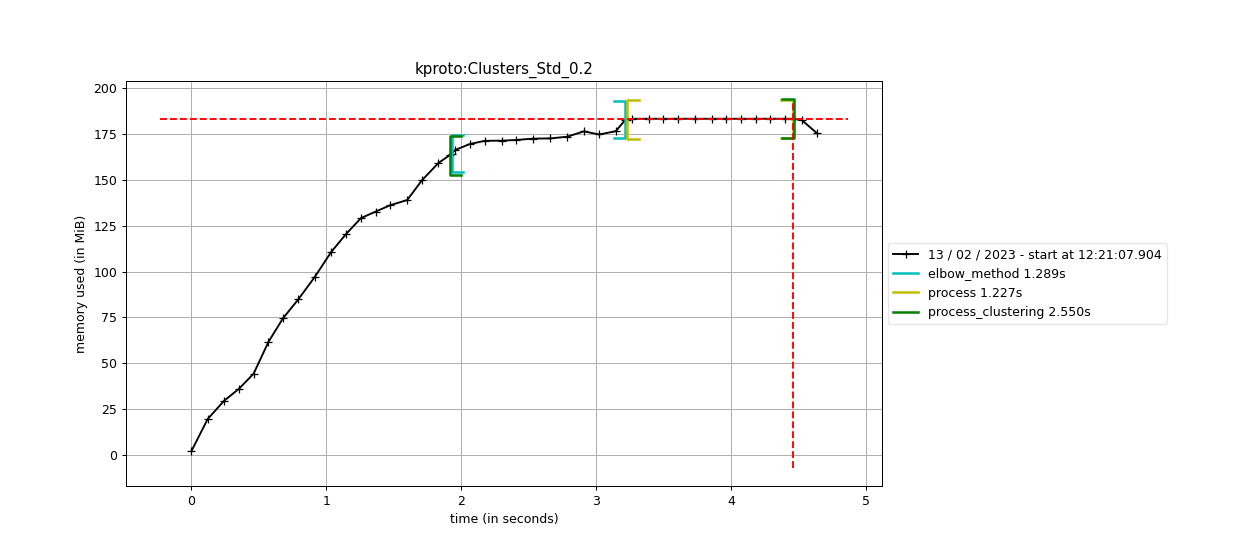 kproto:Clusters_Std_0.2
200
175
150
125
100
75
50
25
0
memory used (in MiB)
0 1 2 3 4 5
time (in seconds)
13 / 02 / 2023 - start at 12:21:07.904
elbow_method 1.289s
process 1.227s
process_clustering 2.550s